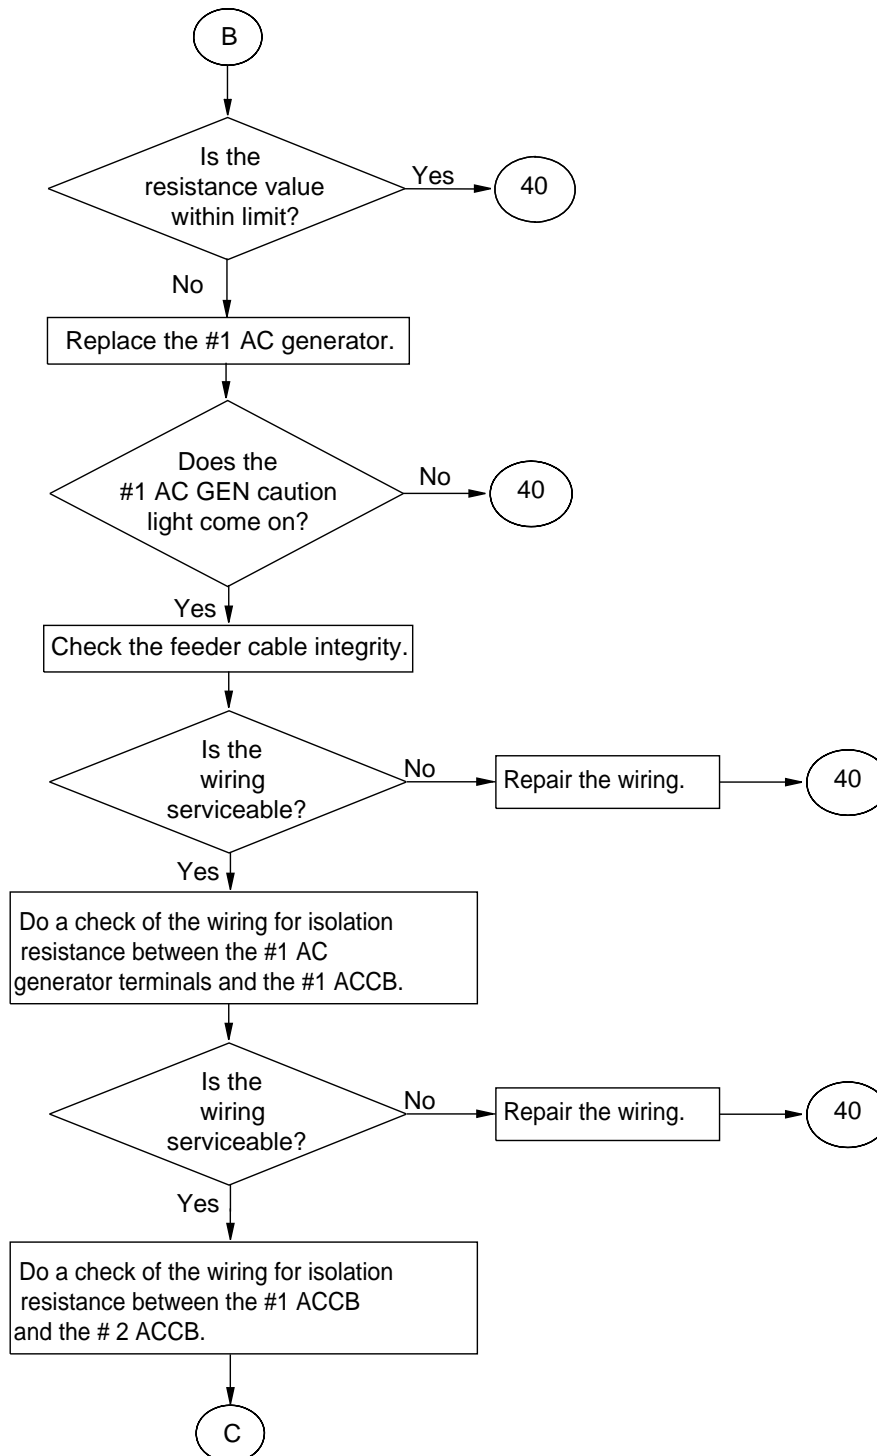 B
Is the
resistance value
within limit?
Yes
40
No
Replace the #1 AC generator.
Does the
#1 AC GEN caution
light come on?
No
40
Yes
Check the feeder cable integrity.
Is the
wiring
serviceable?
No
Repair the wiring.
40
Yes
Do a check of the wiring for isolation
resistance between the #1 AC
generator terminals and the #1 ACCB.
Is the
wiring
serviceable?
No
Repair the wiring.
40
Yes
Do a check of the wiring for isolation
resistance between the #1 ACCB
and the # 2 ACCB.
C